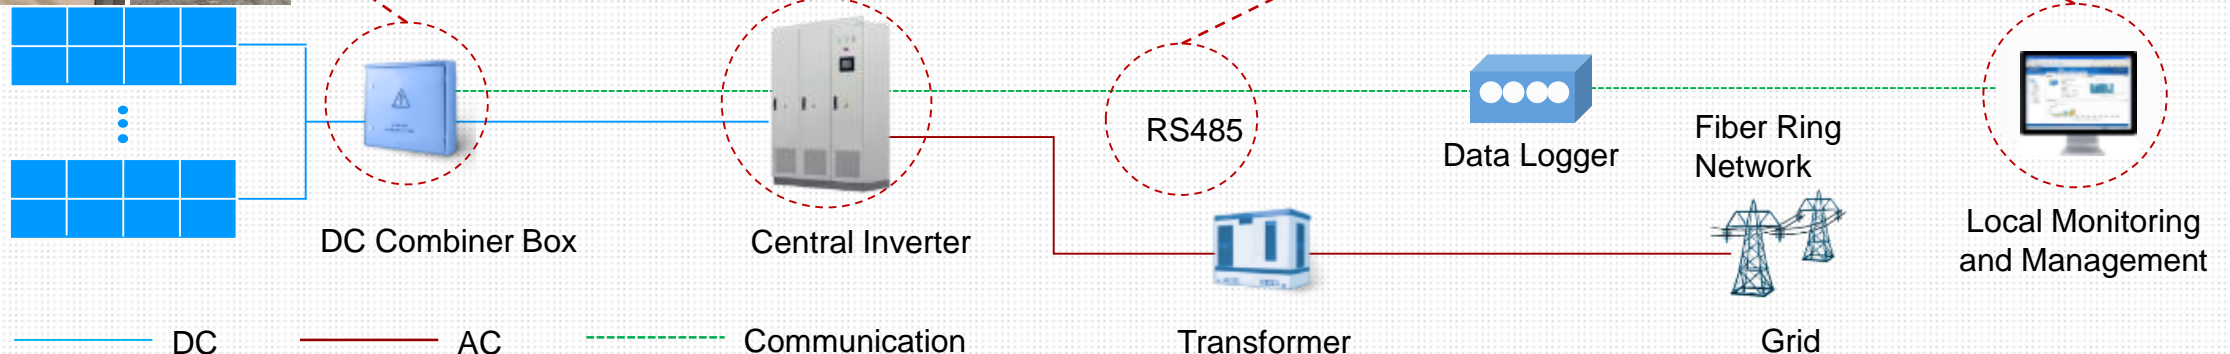 RS485
Data Logger
Fiber Ring
Network
DC Combiner Box
Central Inverter
Local Monitoring
and Management
DC
AC
Communication
Transformer
Grid